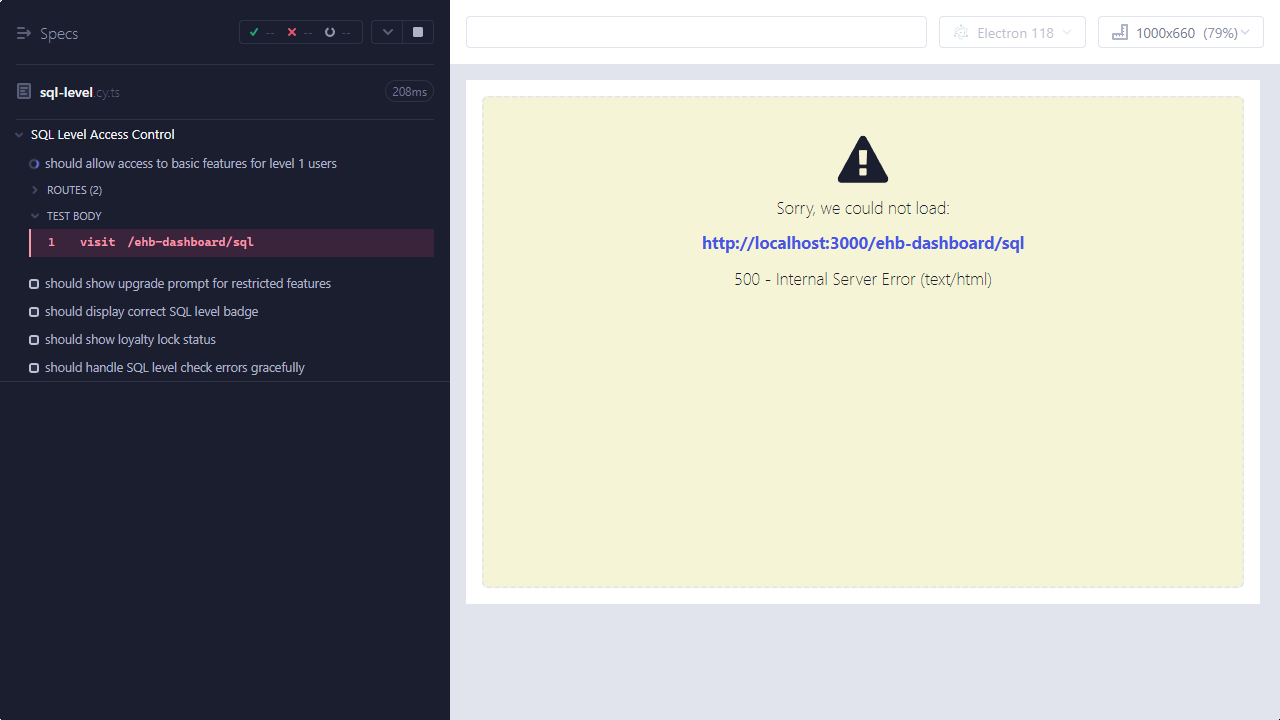 Specs
-- -- --
sql-level.cy.ts 208ms
SQL Level Access Control
should allow access to basic features for level 1 users
ROUTES (2)
TEST BODY
1 visit /ehb-dashboard/sql
should show upgrade prompt for restricted features
should display correct SQL level badge
should show loyalty lock status
should handle SQL level check errors gracefully
Electron 118
1000x660 (79%)
Sorry, we could not load:
http://localhost:3000/ehb-dashboard/sql
500 - Internal Server Error (text/html)